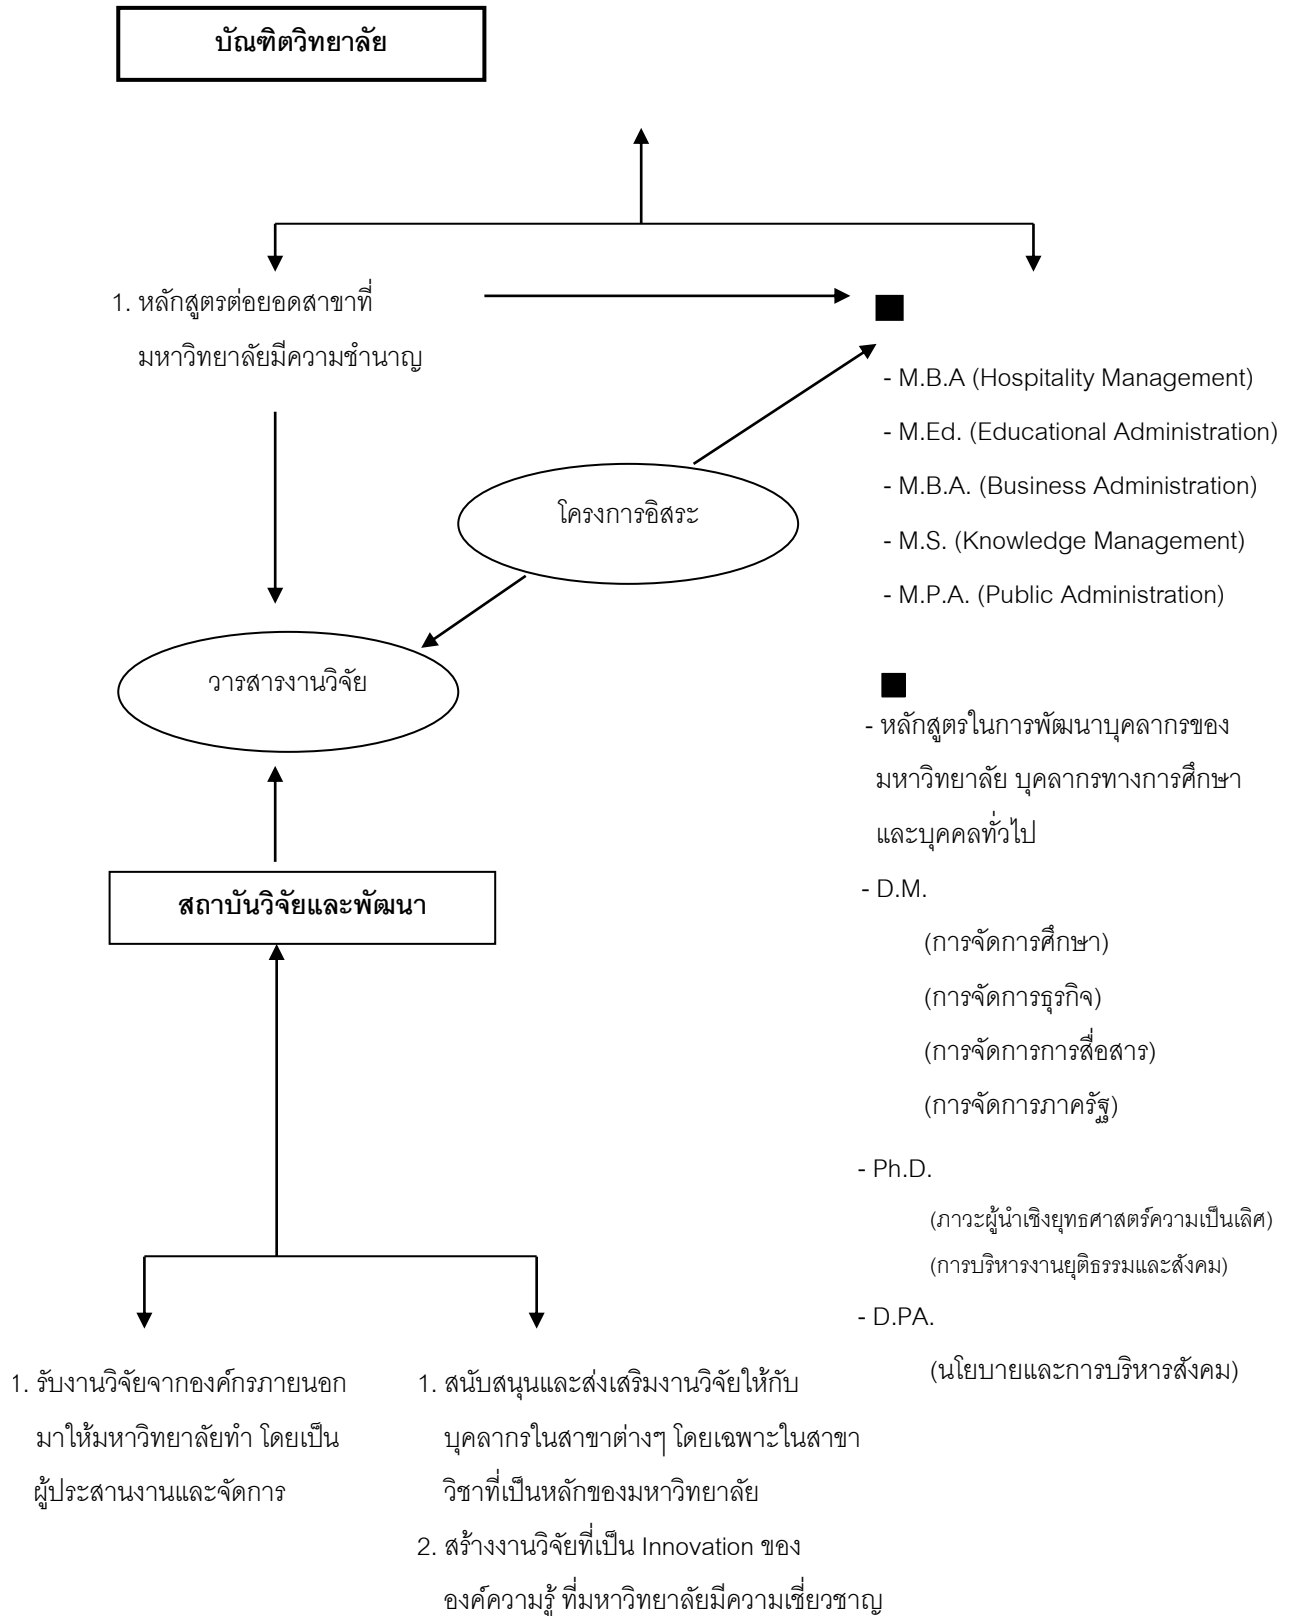 บัณฑิตวิทยาลัย
1. หลักสูตรต่อยอดสาขาที่
มหาวิทยาลัยมีความชำนาญ
- M.B.A (Hospitality Management)
- M.Ed. (Educational Administration)
- M.B.A. (Business Administration)
- M.S. (Knowledge Management)
- M.P.A. (Public Administration)
โครงการอิสระ
วารสารงานวิจัย
- หลักสูตรในการพัฒนาบุคลากรของ
มหาวิทยาลัย บุคลากรทางการศึกษา
และบุคคลทั่วไป
- D.M.
(การจัดการศึกษา)
(การจัดการธุรกิจ)
(การจัดการการสื่อสาร)
(การจัดการภาครัฐ)
- Ph.D.
(ภาวะผู้นำเชิงยุทธศาสตร์ความเป็นเลิศ)
(การบริหารงานยุติธรรมและสังคม)
- D.PA.
(นโยบายและการบริหารสังคม)
สถาบันวิจัยและพัฒนา
1. รับงานวิจัยจากองค์กรภายนอก
มาให้มหาวิทยาลัยทำ โดยเป็น
ผู้ประสานงานและจัดการ
1. สนับสนุนและส่งเสริมงานวิจัยให้กับ
บุคลากรในสาขาต่างๆ โดยเฉพาะในสาขา
วิชาที่เป็นหลักของมหาวิทยาลัย
2. สร้างงานวิจัยที่เป็น Innovation ของ
องค์ความรู้ ที่มหาวิทยาลัยมีความเชี่ยวชาญ